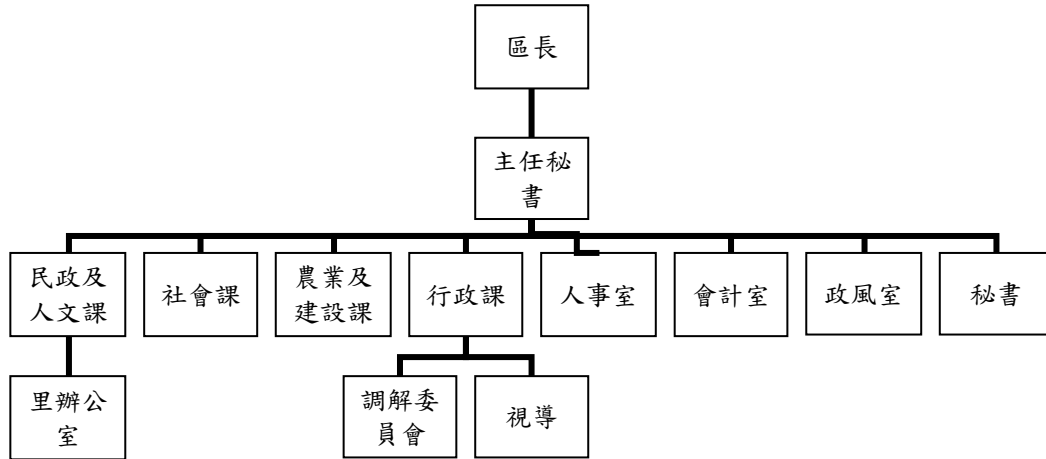 區長
主任秘
書
民政及
人文課
社會課
農業及
建設課
行政課
人事室
會計室
政風室
秘書
里辦公
室
調解委
員會
視導